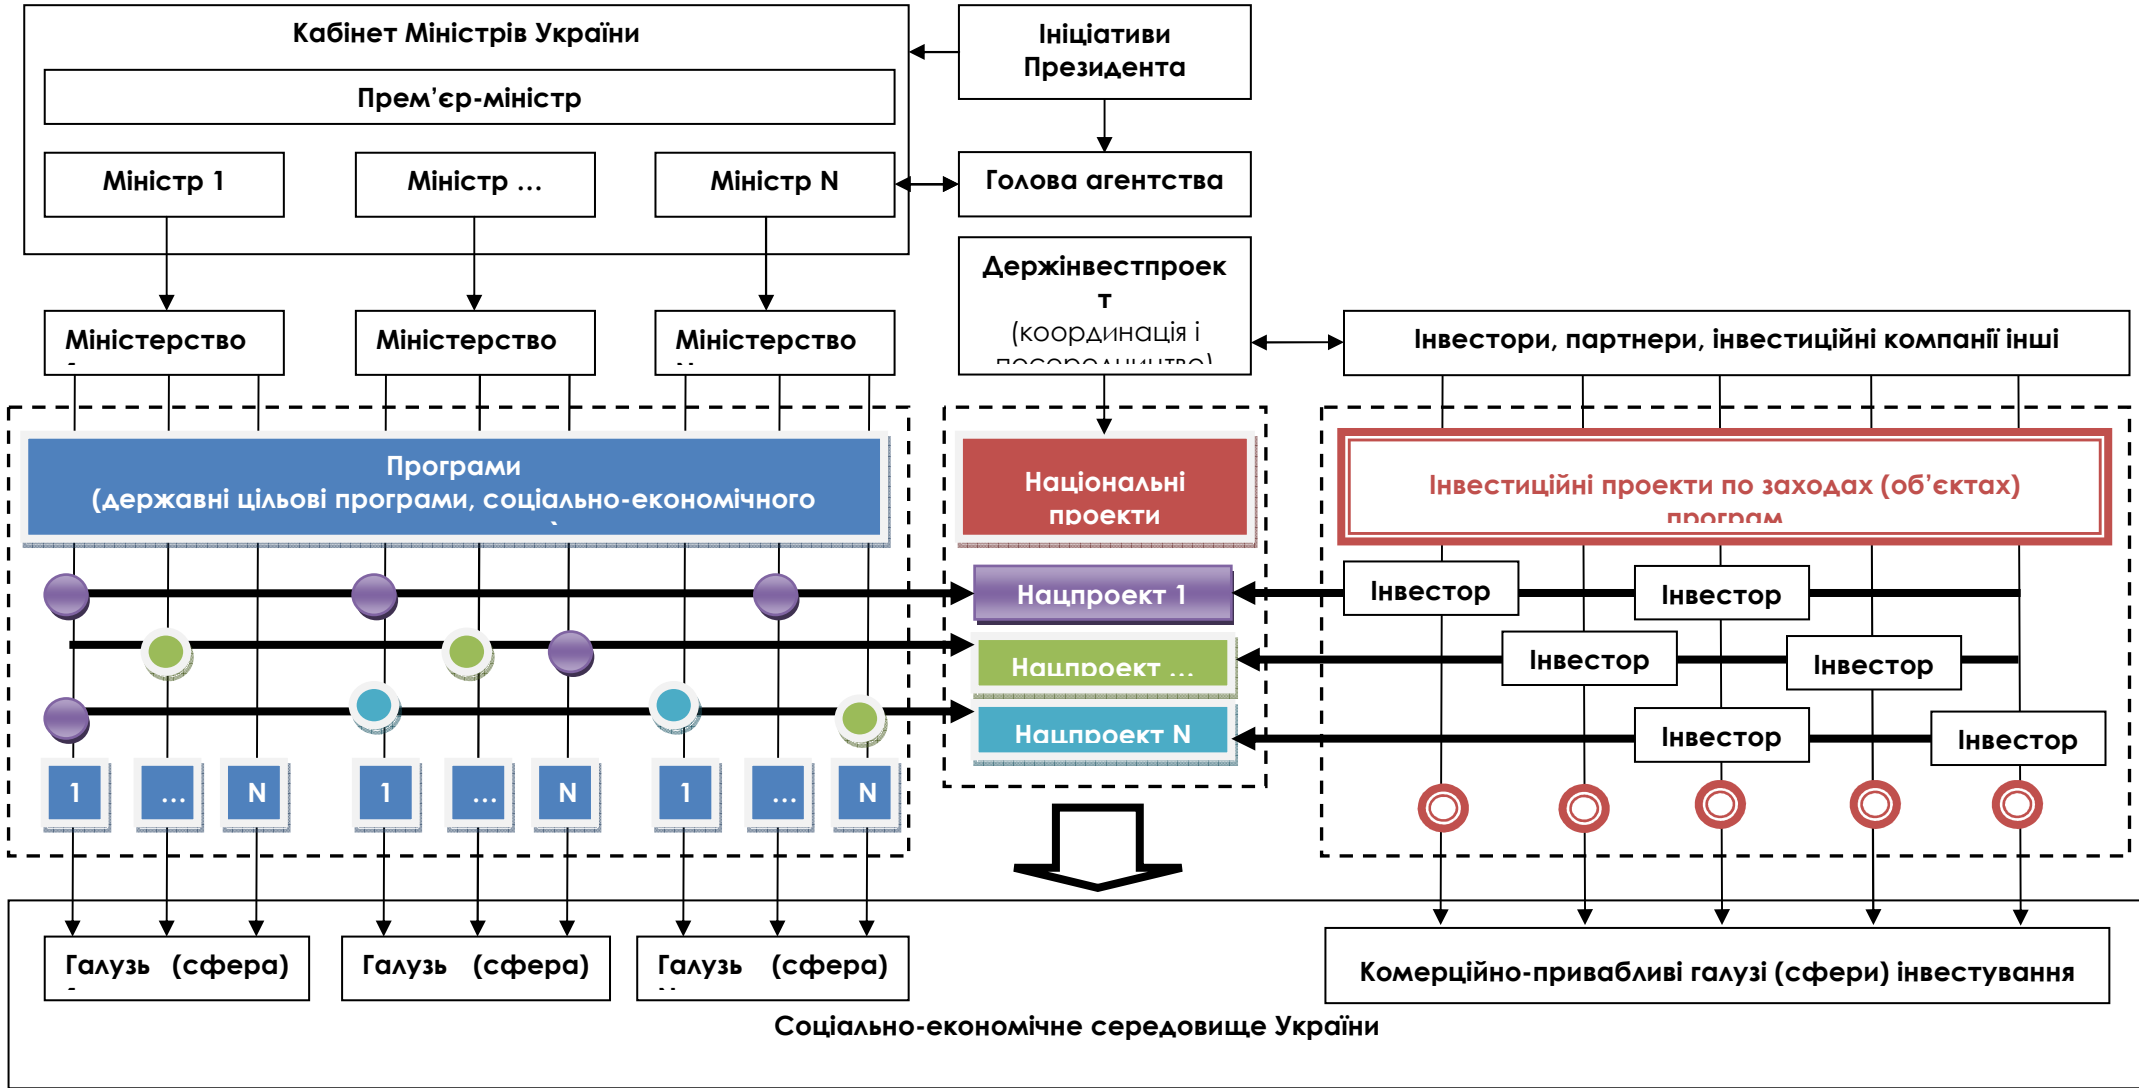 Кабінет Міністрів України
Ініціативи
Президента
Прем’єр-міністр
Міністр 1
Міністр ...
Міністр N
Голова агентства
Держінвестпроек
т
(координація і
посередництво)
Міністерство
Міністерство
Міністерство
N
Інвестори, партнери, інвестиційні компанії інші
Програми
(державні цільові програми, соціально-економічного
Національні
проекти
Інвестиційні проекти по заходах (об’єктах)
програм
Нацпроект 1
Інвестор
Інвестор
Нацпроект ...
Інвестор
Інвестор
Нацпроект N
Інвестор
Інвестор
1
...
N
1
...
N
1
...
N
Галузь (сфера)
Галузь (сфера)
Галузь (сфера)
N
Комерційно-привабливі галузі (сфери) інвестування
Соціально-економічне середовище України